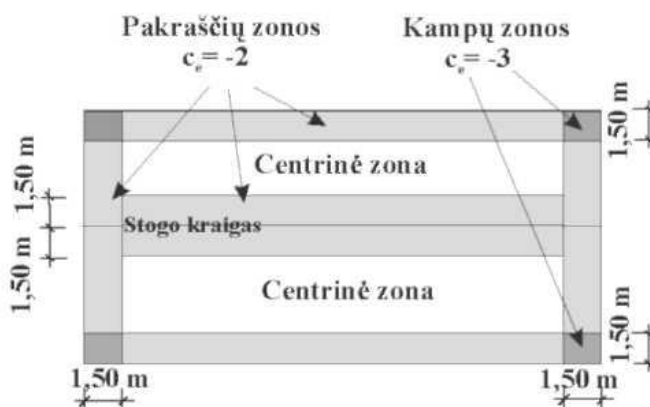 Pakraščių zonos
cₑ= -2
Kampų zonos
cₑ= -3
1,50 m
Centrinė zona
1,50 m
Stogo kraigas
1,50 m
Centrinė zona
1,50 m
1,50 m
1,50 m